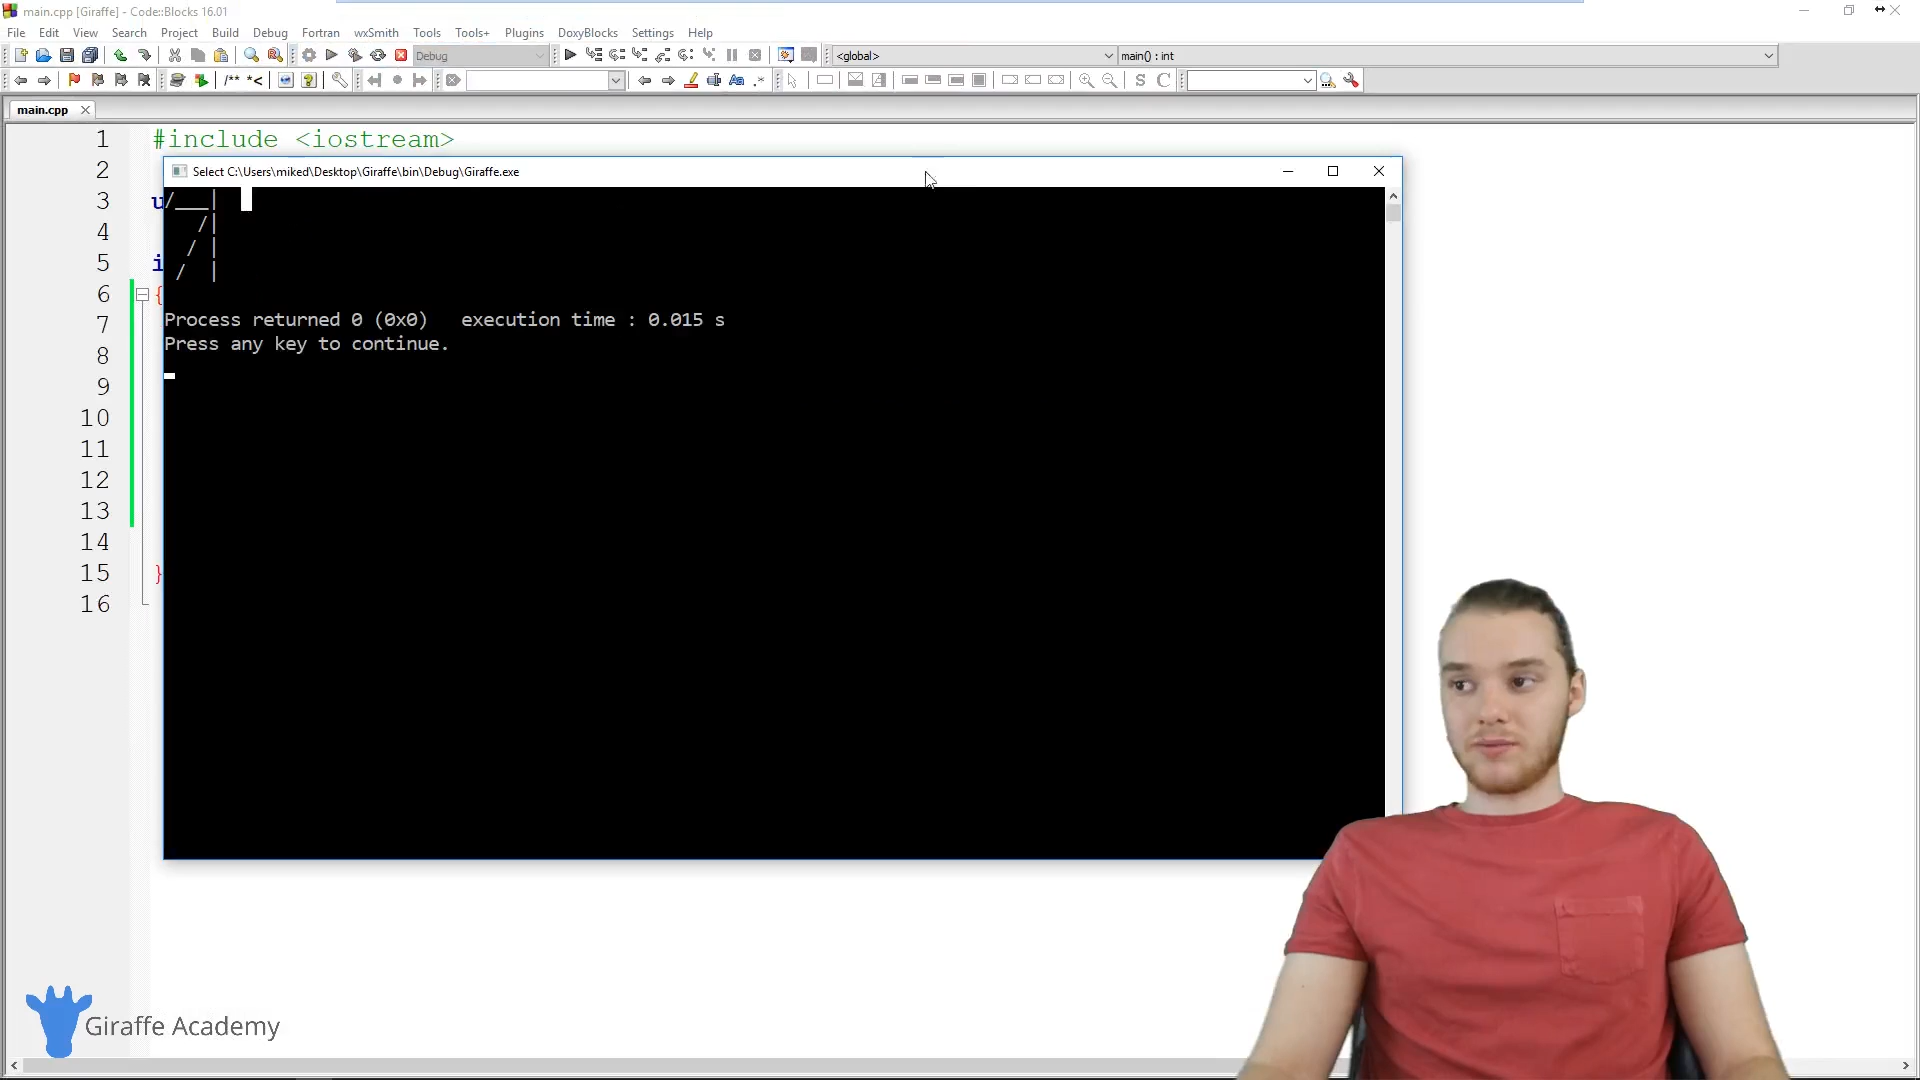 main.cpp [Giraffe] - Code::Blocks 16.01
File Edit View Search Project Build Debug Fortran wxSmith Tools Tools+ Plugins DoxyBlocks Settings Help
Debug <global> main() : int
/** *< Aa .* S C
main.cpp
1 #include <iostream>
2
Select C:\Users\miked\Desktop\Giraffe\bin\Debug\Giraffe.exe
3 u
/___|
4
/|
5 i
/ |
/ |
6 {
7
Process returned 0 (0x0) execution time : 0.015 s
8
Press any key to continue.
9
10
11
12
13
14
15 }
16
Giraffe Academy